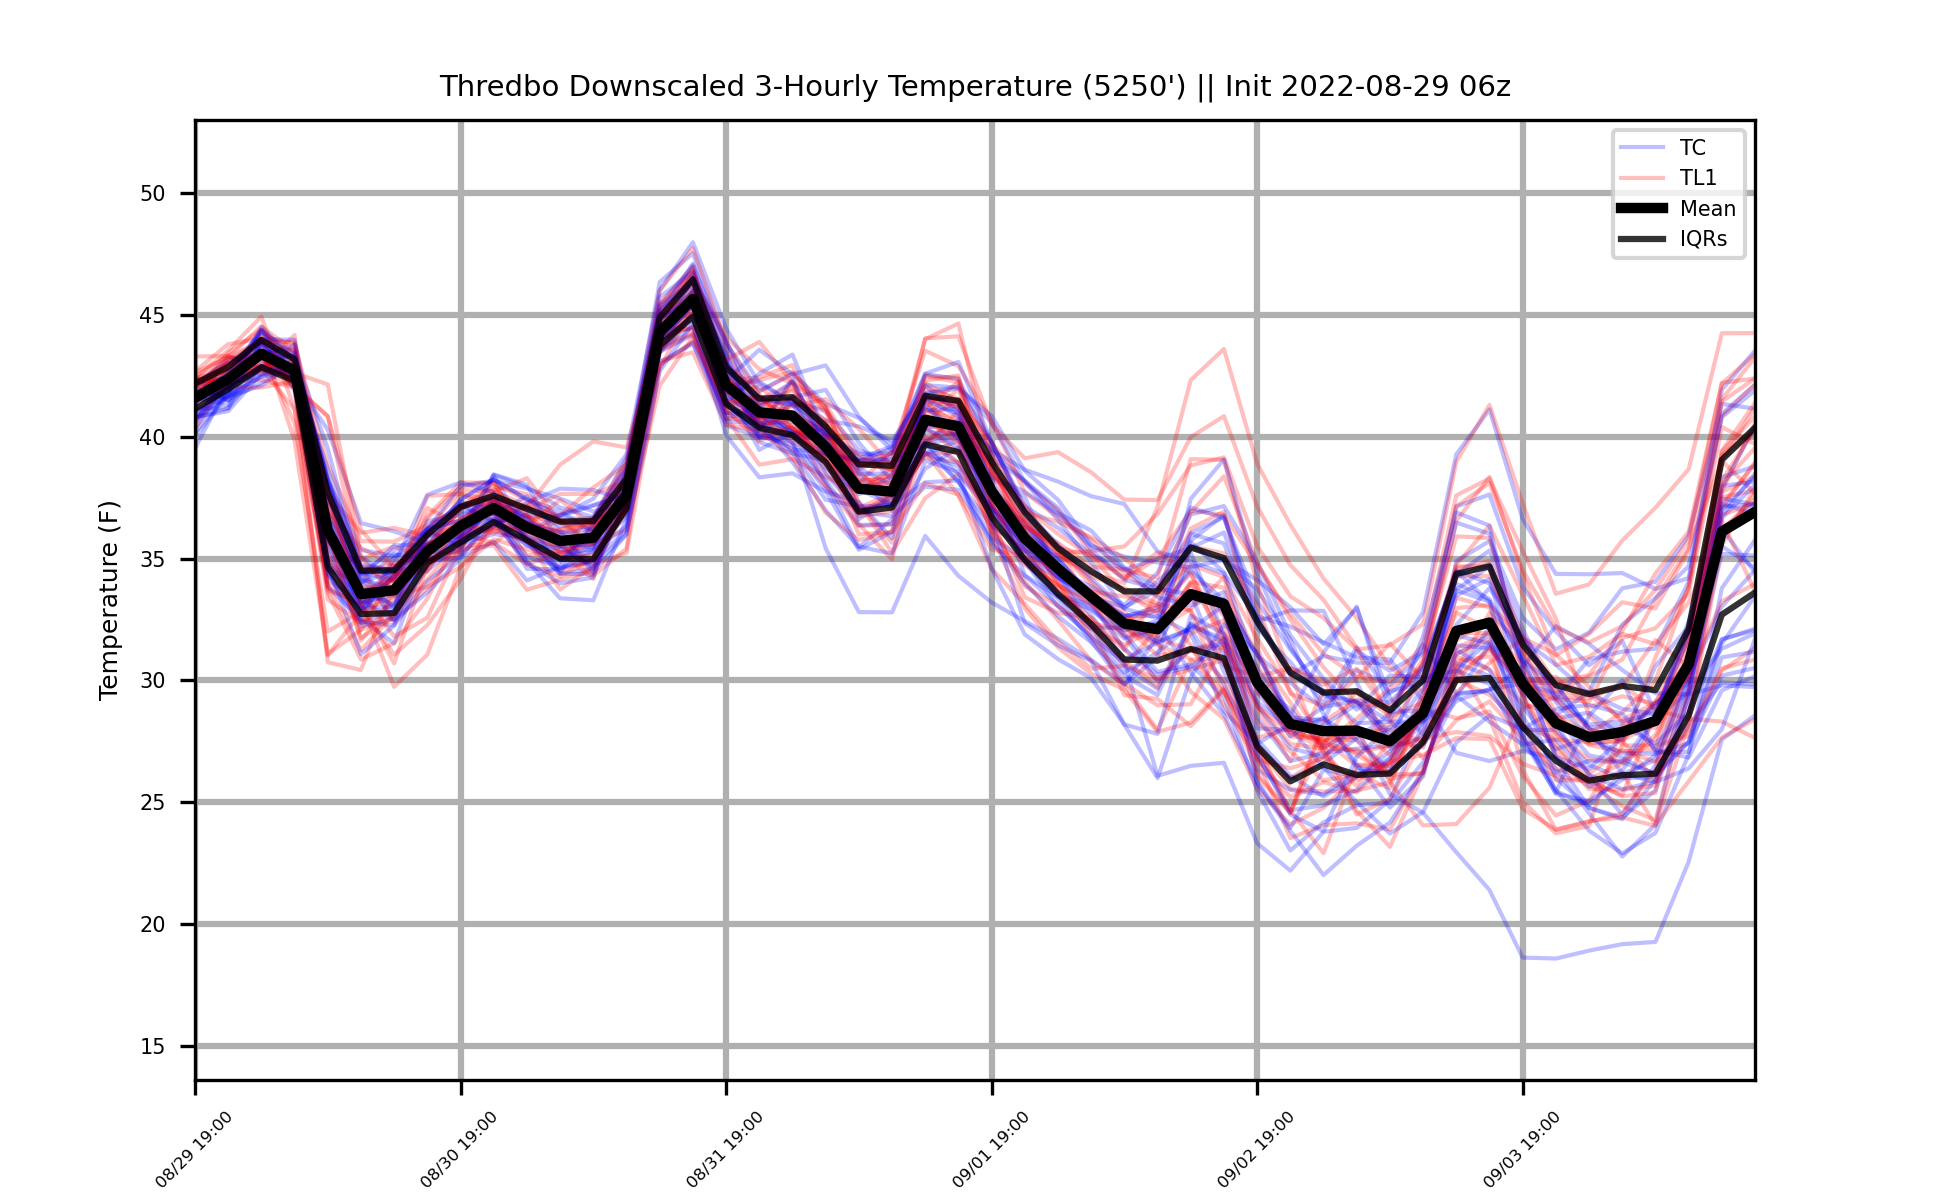 Thredbo Downscaled 3-Hourly Temperature (5250') || Init 2022-08-29 06z
TC
TL1
Mean
IQRs
Temperature (F)
50
45
40
35
30
25
20
15
08/29 19:00
08/30 19:00
08/31 19:00
09/01 19:00
09/02 19:00
09/03 19:00